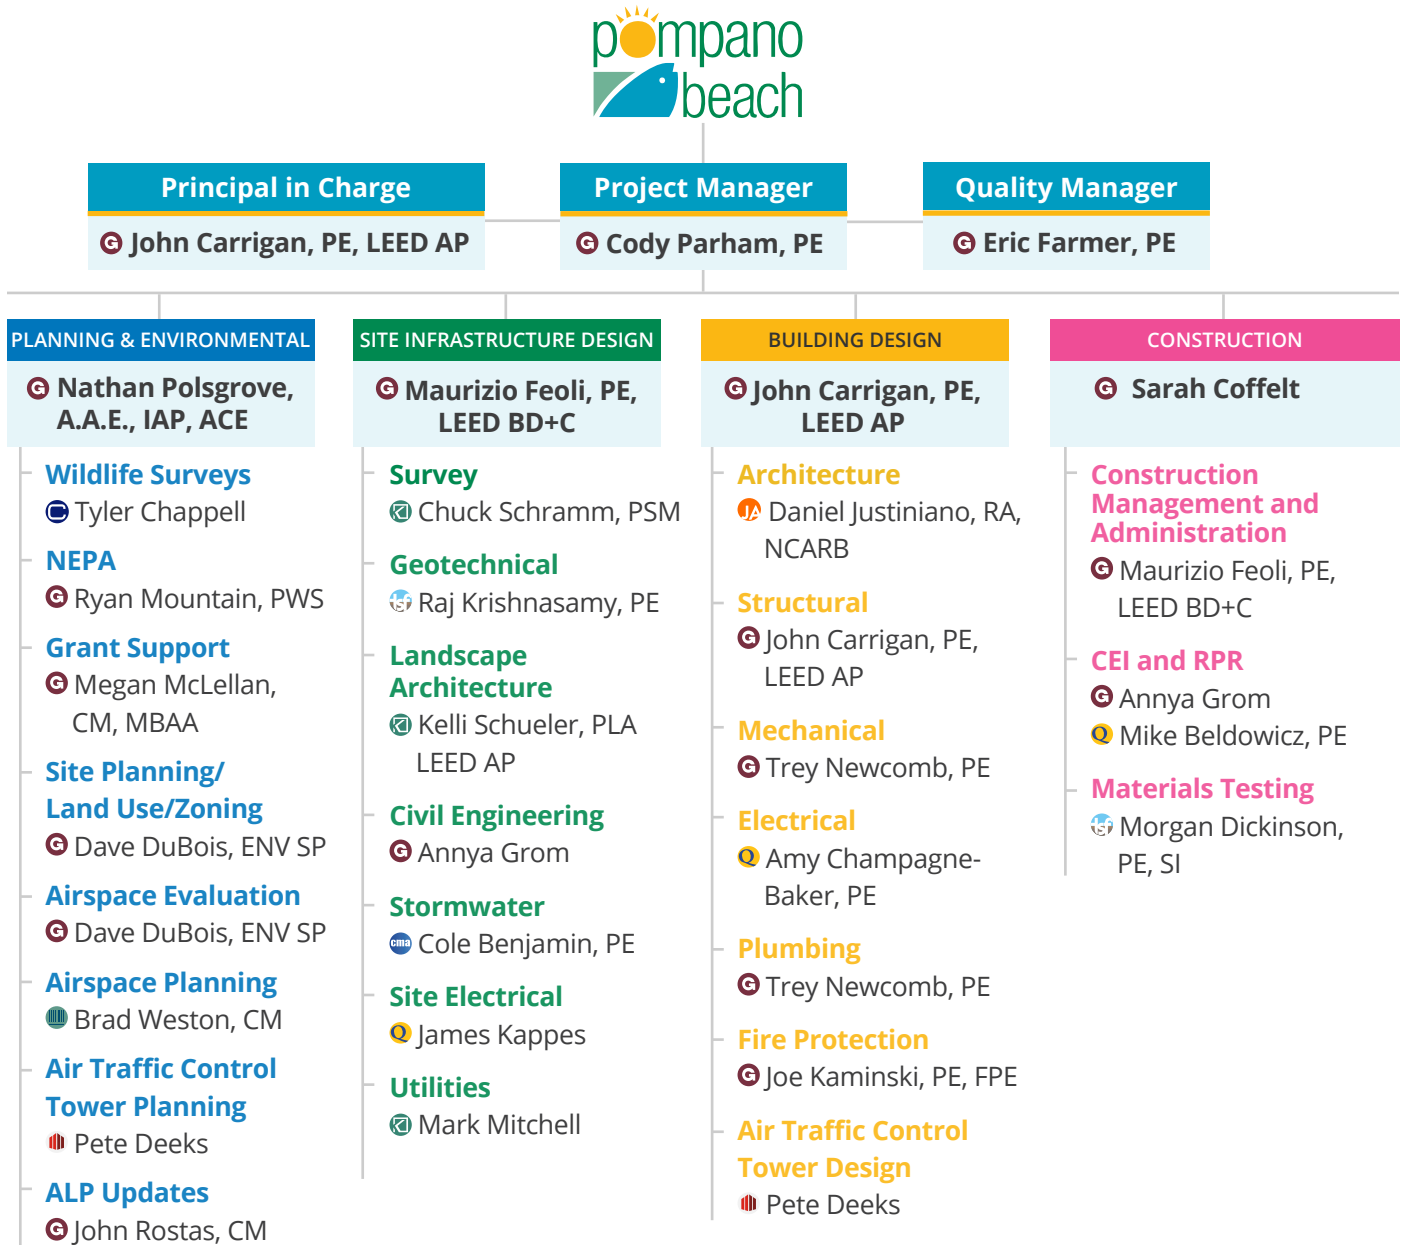 pompano
beach
Principal in Charge
G John Carrigan, PE, LEED AP
Project Manager
G Cody Parham, PE
Quality Manager
G Eric Farmer, PE
PLANNING & ENVIRONMENTAL
G Nathan Polsgrove,
A.A.E., IAP, ACE
Wildlife Surveys
C Tyler Chappell
NEPA
G Ryan Mountain, PWS
Grant Support
G Megan McLellan,
CM, MBAA
Site Planning/
Land Use/Zoning
G Dave DuBois, ENV SP
Airspace Evaluation
G Dave DuBois, ENV SP
Airspace Planning
Brad Weston, CM
Air Traffic Control
Tower Planning
Pete Deeks
ALP Updates
G John Rostas, CM
SITE INFRASTRUCTURE DESIGN
G Maurizio Feoli, PE,
LEED BD+C
Survey
K Chuck Schramm, PSM
Geotechnical
tsf Raj Krishnasamy, PE
Landscape
Architecture
K Kelli Schueler, PLA
LEED AP
Civil Engineering
G Annya Grom
Stormwater
cma Cole Benjamin, PE
Site Electrical
Q James Kappes
Utilities
K Mark Mitchell
BUILDING DESIGN
G John Carrigan, PE,
LEED AP
Architecture
JA Daniel Justiniano, RA,
NCARB
Structural
G John Carrigan, PE,
LEED AP
Mechanical
G Trey Newcomb, PE
Electrical
Q Amy Champagne-
Baker, PE
Plumbing
G Trey Newcomb, PE
Fire Protection
G Joe Kaminski, PE, FPE
Air Traffic Control
Tower Design
Pete Deeks
CONSTRUCTION
G Sarah Coffelt
Construction
Management and
Administration
G Maurizio Feoli, PE,
LEED BD+C
CEI and RPR
G Annya Grom
Q Mike Beldowicz, PE
Materials Testing
tsf Morgan Dickinson,
PE, SI